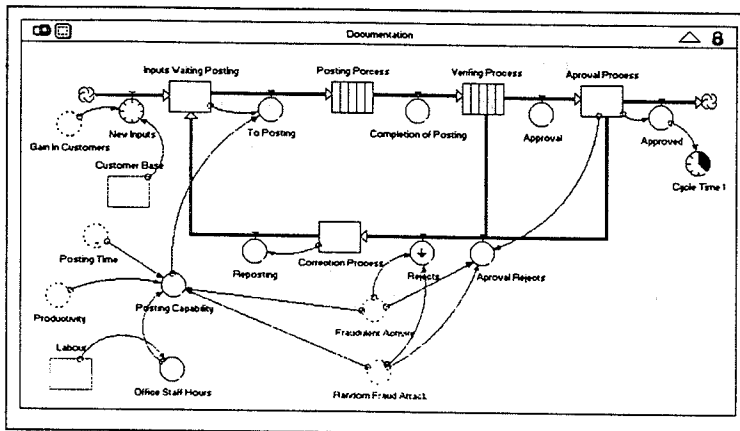 Documentation
8
Inputs Waiting Posting
Posting Porcess
Verifing Process
Aproval Process
Gain In Customers
New Inputs
To Posting
Completion of Posting
Approval
Approved
Customer Base
Cycle Time 1
Posting Time
Reposting
Correction Process
Rejects
Aproval Rejects
Productivity
Posting Capability
Fraudulent Activity
Labour
Office Staff Hours
Random Fraud Attack